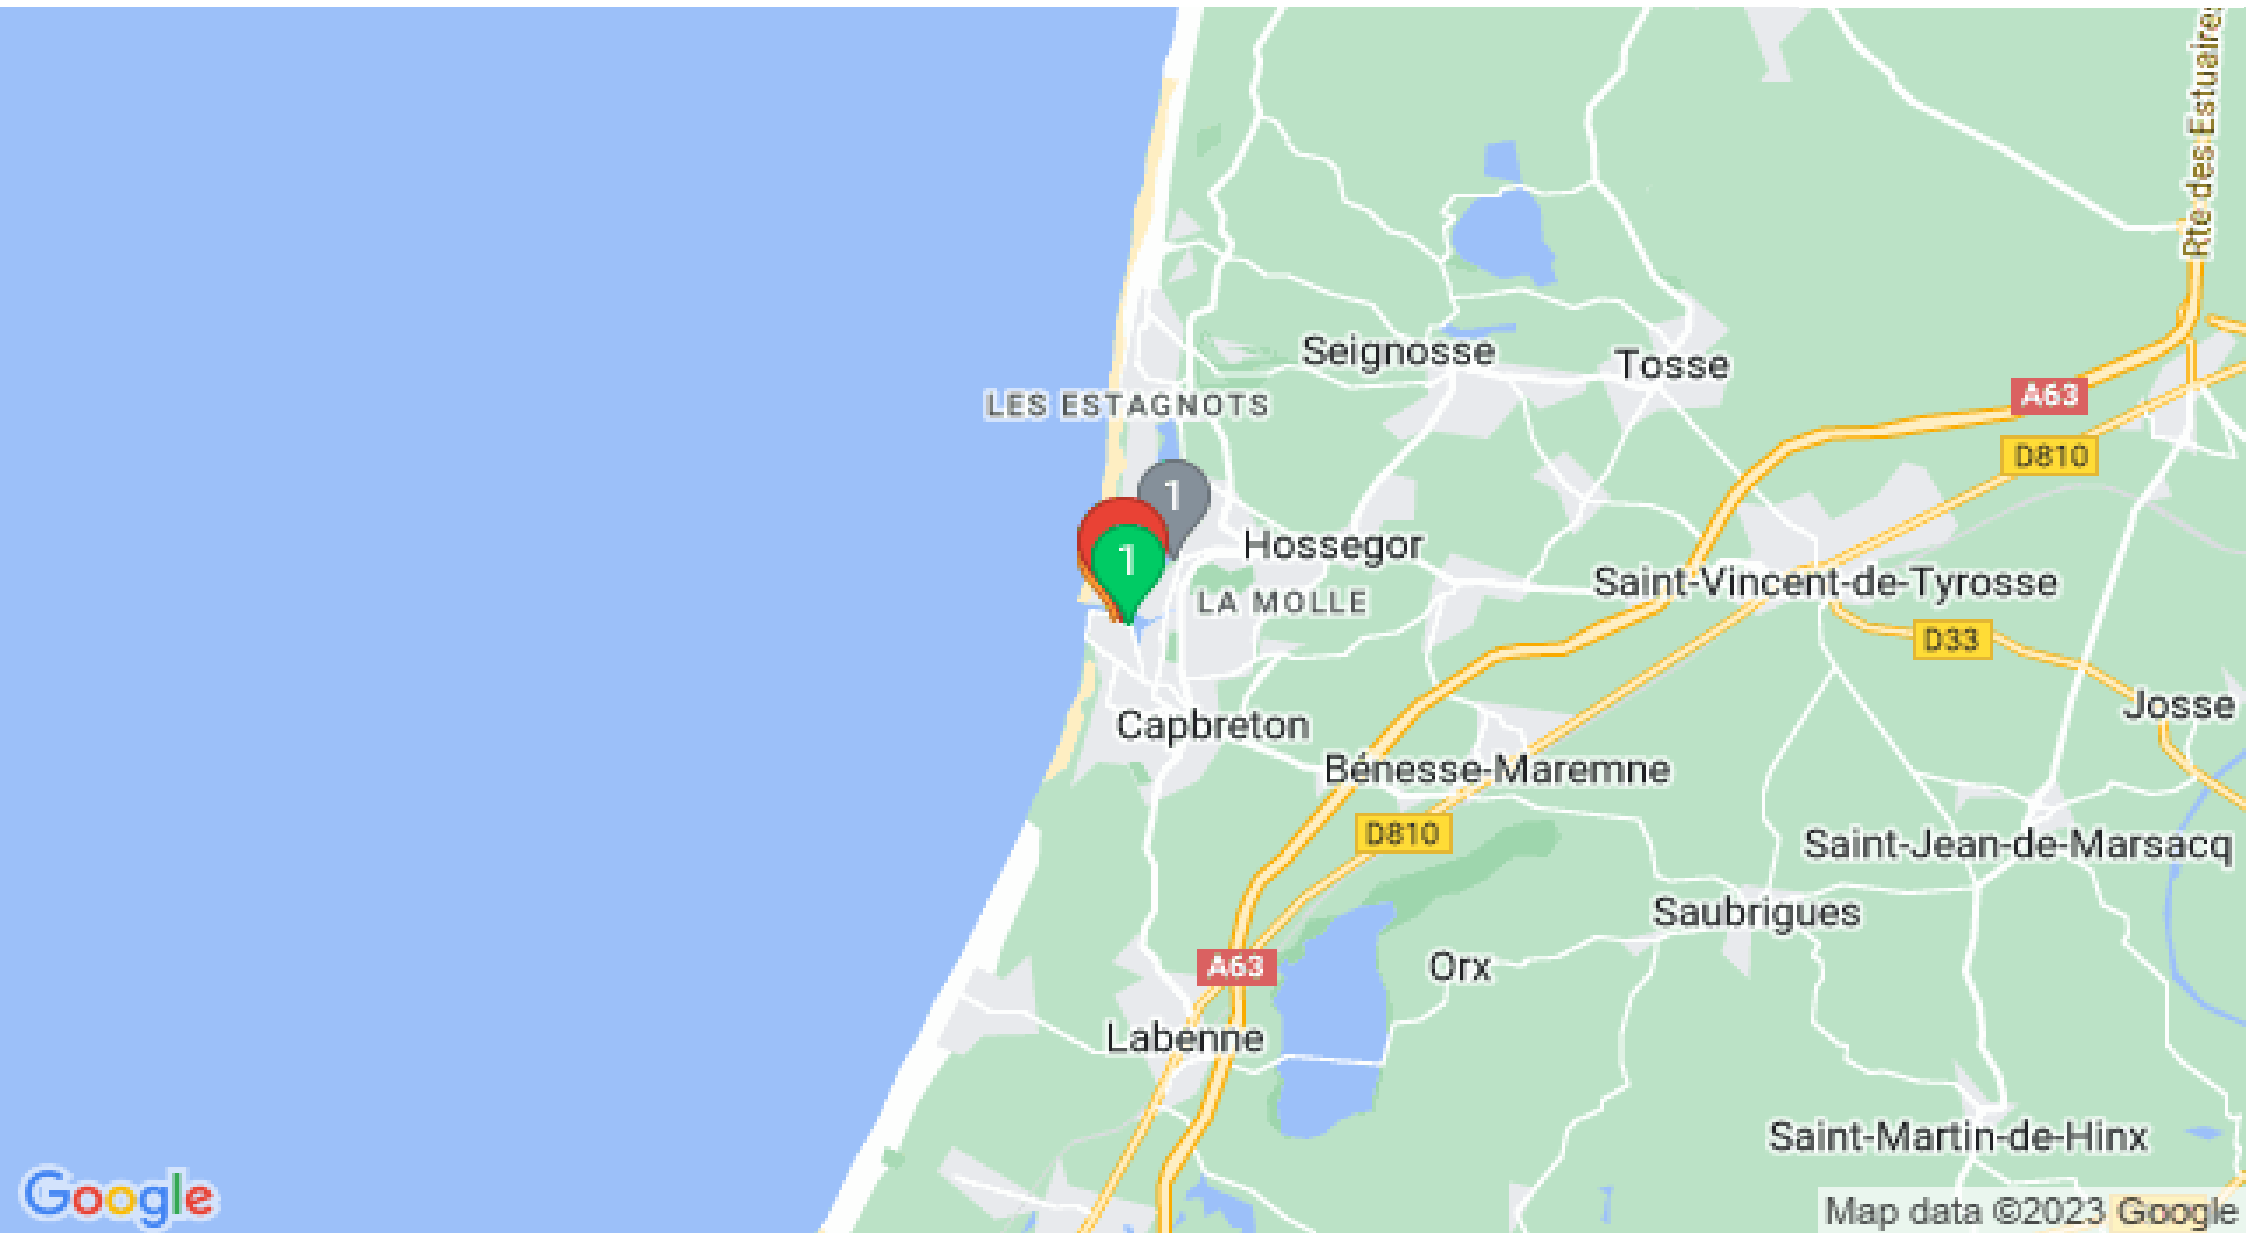 Rte des Estuaires
Seignosse
Tosse
LES ESTAGNOTS
A63
D810
1
1
Hossegor
Saint-Vincent-de-Tyrosse
LA MOLLE
D33
Josse
Capbreton
Bénesse-Maremne
D810
Saint-Jean-de-Marsacq
Saubrigues
A63
Orx
Labenne
Saint-Martin-de-Hinx
Google
Map data ©2023 Google